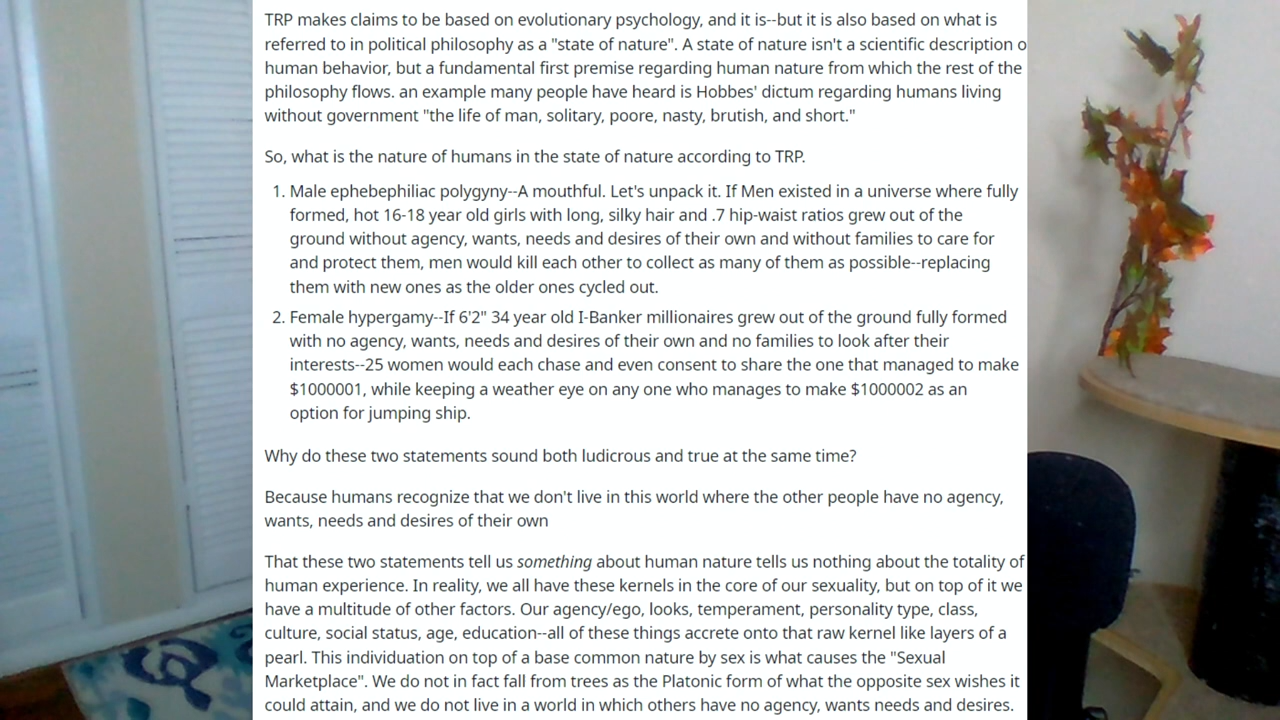 TRP makes claims to be based on evolutionary psychology, and it is--but it is also based on what is
referred to in political philosophy as a "state of nature". A state of nature isn't a scientific description o
human behavior, but a fundamental first premise regarding human nature from which the rest of the
philosophy flows. an example many people have heard is Hobbes' dictum regarding humans living
without government "the life of man, solitary, poore, nasty, brutish, and short."
So, what is the nature of humans in the state of nature according to TRP.
1. Male ephebephiliac polygyny--A mouthful. Let's unpack it. If Men existed in a universe where fully
formed, hot 16-18 year old girls with long, silky hair and .7 hip-waist ratios grew out of the
ground without agency, wants, needs and desires of their own and without families to care for
and protect them, men would kill each other to collect as many of them as possible--replacing
them with new ones as the older ones cycled out.
2. Female hypergamy--If 6'2" 34 year old I-Banker millionaires grew out of the ground fully formed
with no agency, wants, needs and desires of their own and no families to look after their
interests--25 women would each chase and even consent to share the one that managed to make
$1000001, while keeping a weather eye on any one who manages to make $1000002 as an
option for jumping ship.
Why do these two statements sound both ludicrous and true at the same time?
Because humans recognize that we don't live in this world where the other people have no agency,
wants, needs and desires of their own
That these two statements tell us something about human nature tells us nothing about the totality of
human experience. In reality, we all have these kernels in the core of our sexuality, but on top of it we
have a multitude of other factors. Our agency/ego, looks, temperament, personality type, class,
culture, social status, age, education--all of these things accrete onto that raw kernel like layers of a
pearl. This individuation on top of a base common nature by sex is what causes the "Sexual
Marketplace". We do not in fact fall from trees as the Platonic form of what the opposite sex wishes it
could attain, and we do not live in a world in which others have no agency, wants needs and desires.